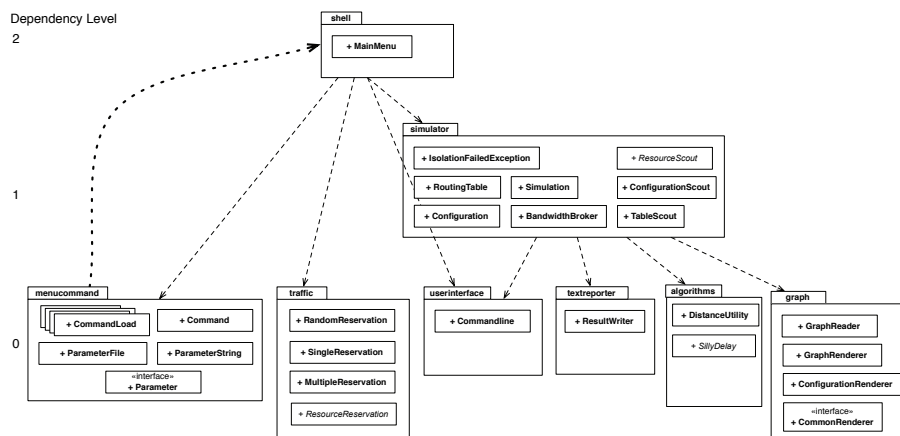 Dependency Level
2
shell
+ MainMenu
simulator
+ IsolationFailedException
+ ResourceScout
1
+ RoutingTable
+ Simulation
+ ConfigurationScout
+ Configuration
+ BandwidthBroker
+ TableScout
0
menucommand
+ CommandLoad
+ Command
+ ParameterFile
+ ParameterString
«interface»
+ Parameter
traffic
+ RandomReservation
+ SingleReservation
+ MultipleReservation
+ ResourceReservation
userinterface
+ Commandline
textreporter
+ ResultWriter
algorithms
+ DistanceUtility
+ SillyDelay
graph
+ GraphReader
+ GraphRenderer
+ ConfigurationRenderer
«interface»
+ CommonRenderer